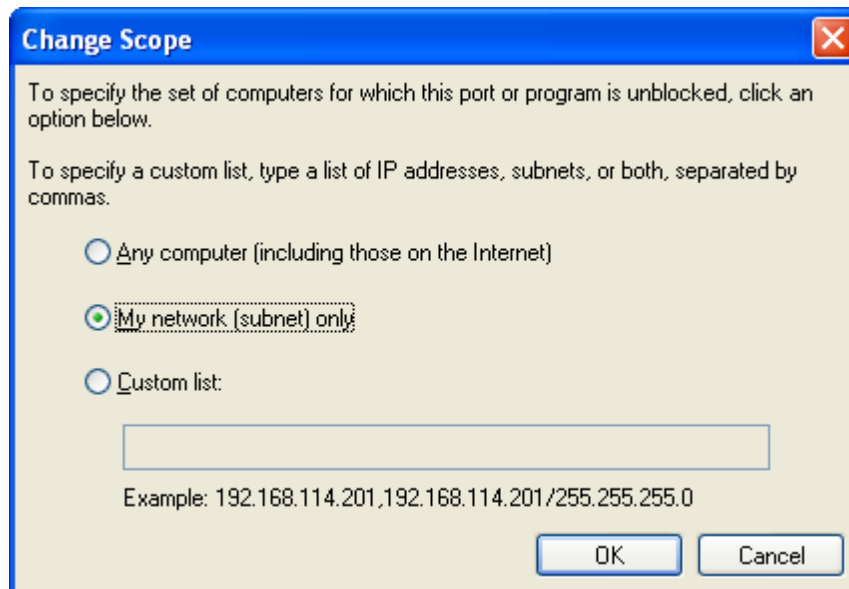 Change Scope
To specify the set of computers for which this port or program is unblocked, click an
option below.
To specify a custom list, type a list of IP addresses, subnets, or both, separated by
commas.
Any computer (including those on the Internet)
My network (subnet) only
Custom list:
Example: 192.168.114.201,192.168.114.201/255.255.255.0
OK Cancel